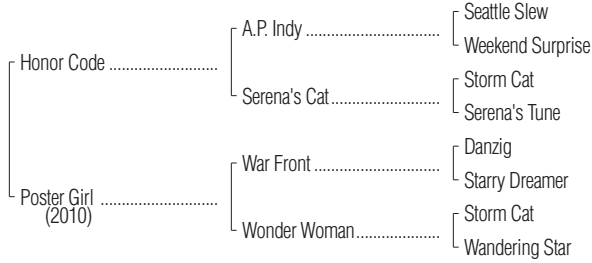 Seattle Slew
A.P. Indy ..............................
Weekend Surprise
Honor Code .........................
Storm Cat
Serena's Cat.........................
Serena's Tune
Danzig
War Front .............................
Starry Dreamer
Poster Girl ...........................
(2010)
Storm Cat
Wonder Woman...................
Wandering Star